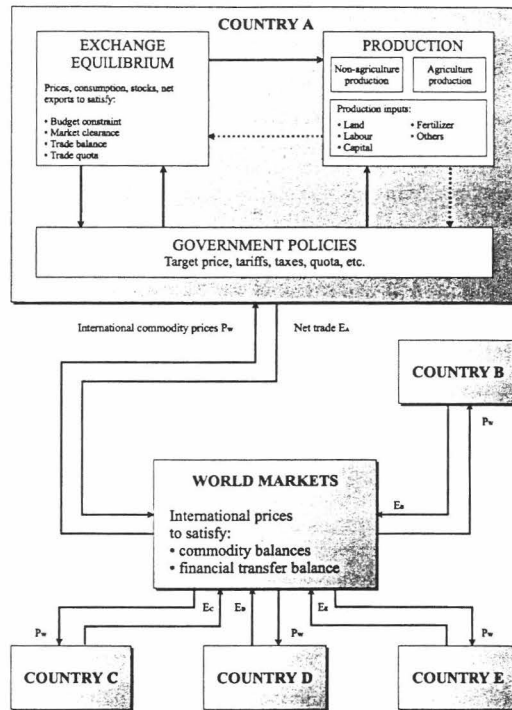 COUNTRY A
EXCHANGE
EQUILIBRIUM
Prices, consumption, stocks, net
exports to satisfy:
• Budget constraint
• Market clearance
• Trade balance
• Trade quota
PRODUCTION
Non-agriculture
production
Agriculture
production
Production inputs:
• Land
• Labour
• Capital
• Fertilizer
• Others
GOVERNMENT POLICIES
Target price, tariffs, taxes, quota, etc.
International commodity prices Pw
Net trade EA
COUNTRY B
Pw
EB
WORLD MARKETS
International prices
to satisfy:
• commodity balances
• financial transfer balance
Pw
EC
Pw
Pw
COUNTRY C
COUNTRY D
COUNTRY E